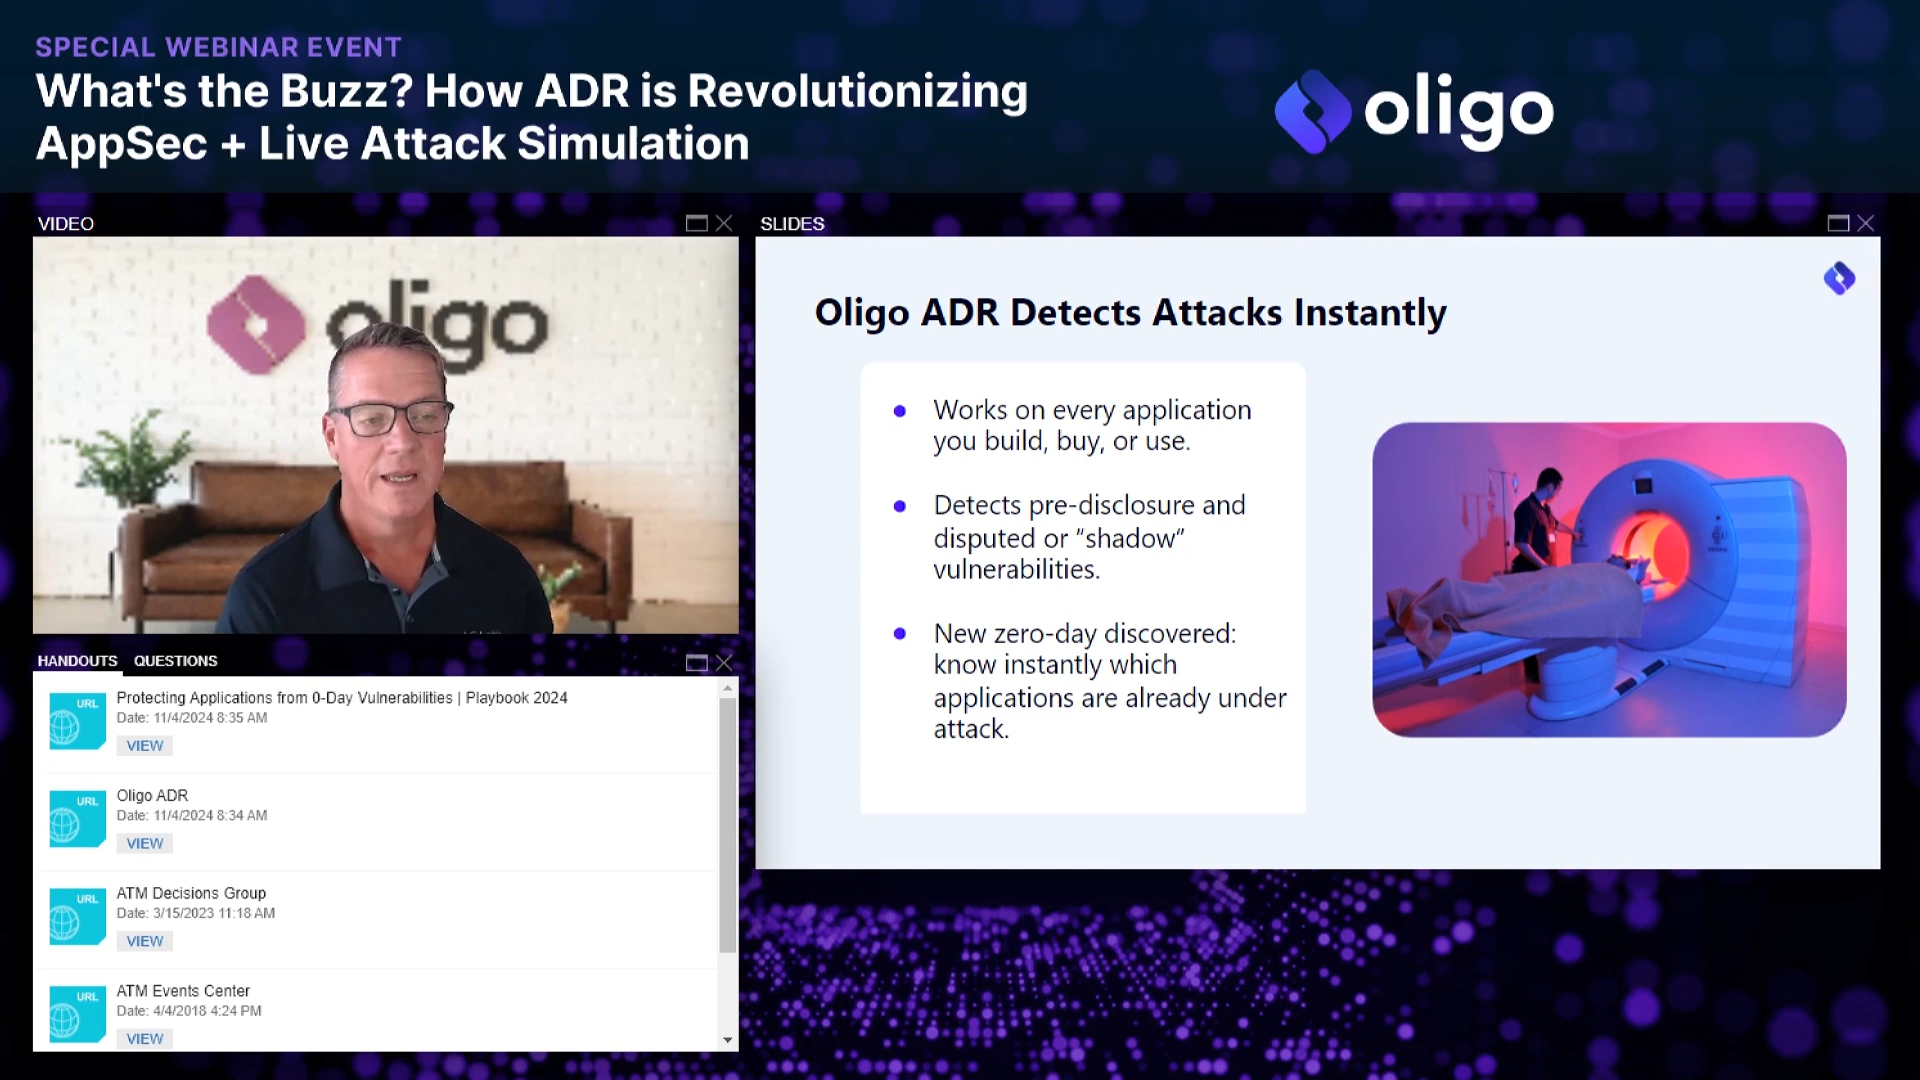 SPECIAL WEBINAR EVENT
What's the Buzz? How ADR is Revolutionizing
AppSec + Live Attack Simulation
oligo
VIDEO
oligo
SLIDES
Oligo ADR Detects Attacks Instantly
• Works on every application
you build, buy, or use.
• Detects pre-disclosure and
disputed or “shadow”
vulnerabilities.
• New zero-day discovered:
know instantly which
applications are already under
attack.
HANDOUTS QUESTIONS
URL
Protecting Applications from 0-Day Vulnerabilities | Playbook 2024
Date: 11/4/2024 8:35 AM
VIEW
URL
Oligo ADR
Date: 11/4/2024 8:34 AM
VIEW
URL
ATM Decisions Group
Date: 3/15/2023 11:18 AM
VIEW
URL
ATM Events Center
Date: 4/4/2018 4:24 PM
VIEW